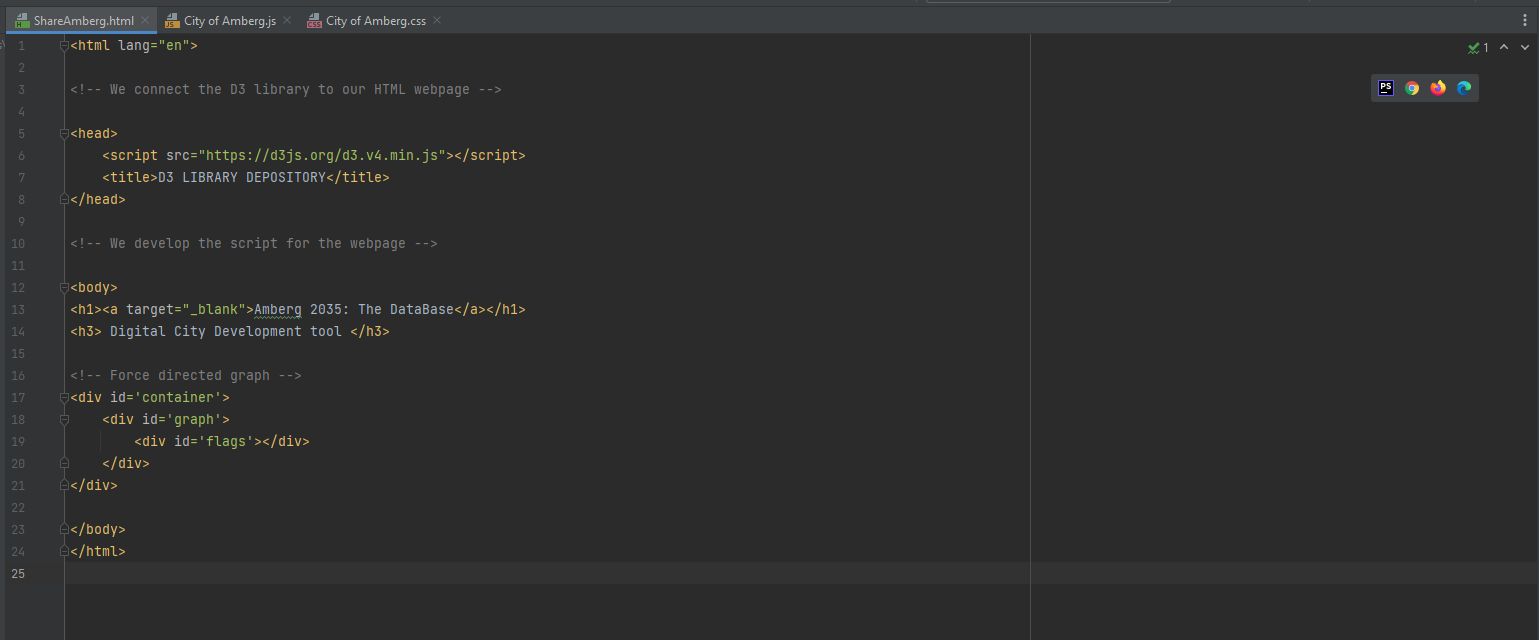 ShareAmberg.html
City of Amberg.js
City of Amberg.css
1 <html lang="en">
2
3 <!-- We connect the D3 library to our HTML webpage -->
4
5 <head>
6 <script src="https://d3js.org/d3.v4.min.js"></script>
7 <title>D3 LIBRARY DEPOSITORY</title>
8 </head>
9
10 <!-- We develop the script for the webpage -->
11
12 <body>
13 <h1><a target="_blank">Amberg 2035: The DataBase</a></h1>
14 <h3> Digital City Development tool </h3>
15
16 <!-- Force directed graph -->
17 <div id='container'>
18 <div id='graph'>
19 <div id='flags'></div>
20 </div>
21 </div>
22
23 </body>
24 </html>
25
1
PS